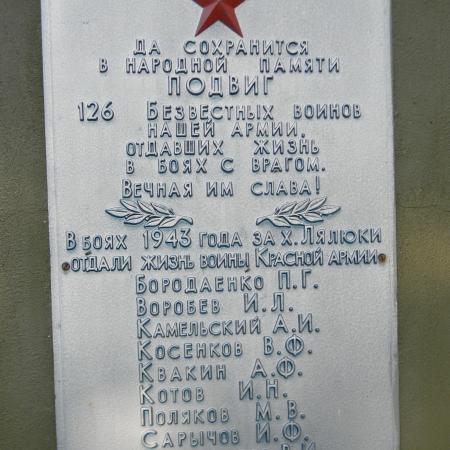 ДА СОХРАНИТСЯ
В НАРОДНОЙ ПАМЯТИ
ПОДВИГ
126 БЕЗВЕСТНЫХ ВОИНОВ
НАШЕЙ АРМИИ,
ОТДАВШИХ ЖИЗНЬ
В БОЯХ С ВРАГОМ.
ВЕЧНАЯ ИМ СЛАВА!
В БОЯХ 1943 ГОДА ЗА Х. ЛЯЛЮКИ
ОТДАЛИ ЖИЗНЬ ВОИНЫ КРАСНОЙ АРМИИ
БОРОДАЕНКО П.Г.
ВОРОБЕВ И.Л.
КАМЕЛЬСКИЙ А.И.
КОСЕНКОВ В.Ф.
КВАКИН А.Ф.
КОТОВ И.Н.
ПОЛЯКОВ М.В.
САРЫЧОВ И.Ф.